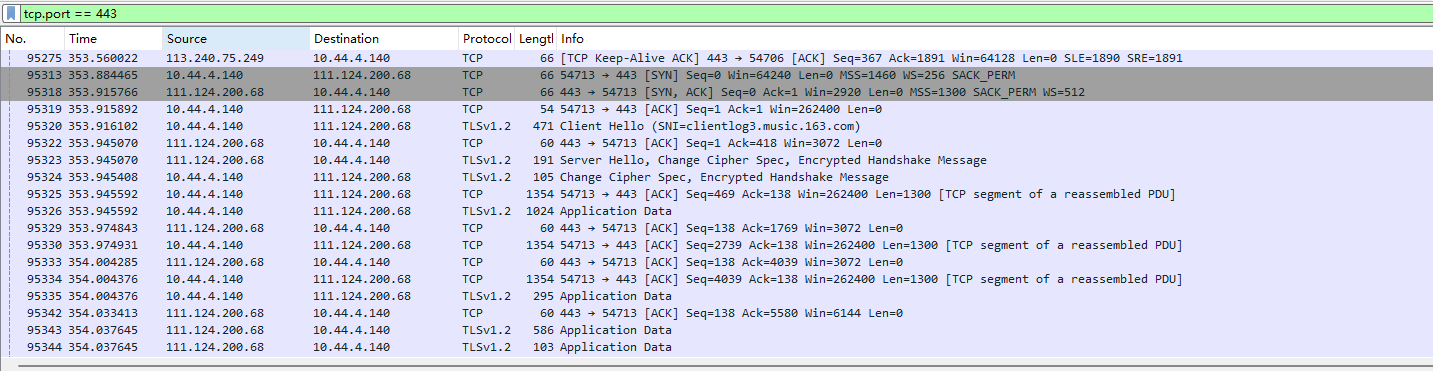 tcp.port == 443
No. Time Source Destination Protocol Lengtl Info
95275 353.560022 113.240.75.249 10.44.4.140 TCP 66 [TCP Keep-Alive ACK] 443 → 54706 [ACK] Seq=367 Ack=1891 Win=64128 Len=0 SLE=1890 SRE=1891
95313 353.884465 10.44.4.140 111.124.200.68 TCP 66 54713 → 443 [SYN] Seq=0 Win=64240 Len=0 MSS=1460 WS=256 SACK_PERM
95318 353.915766 111.124.200.68 10.44.4.140 TCP 66 443 → 54713 [SYN, ACK] Seq=0 Ack=1 Win=2920 Len=0 MSS=1300 SACK_PERM WS=512
95319 353.915892 10.44.4.140 111.124.200.68 TCP 54 54713 → 443 [ACK] Seq=1 Ack=1 Win=262400 Len=0
95320 353.916102 10.44.4.140 111.124.200.68 TLSv1.2 471 Client Hello (SNI=clientlog3.music.163.com)
95322 353.945070 111.124.200.68 10.44.4.140 TCP 60 443 → 54713 [ACK] Seq=1 Ack=418 Win=3072 Len=0
95323 353.945070 111.124.200.68 10.44.4.140 TLSv1.2 191 Server Hello, Change Cipher Spec, Encrypted Handshake Message
95324 353.945408 10.44.4.140 111.124.200.68 TLSv1.2 105 Change Cipher Spec, Encrypted Handshake Message
95325 353.945592 10.44.4.140 111.124.200.68 TCP 1354 54713 → 443 [ACK] Seq=469 Ack=138 Win=262400 Len=1300 [TCP segment of a reassembled PDU]
95326 353.945592 10.44.4.140 111.124.200.68 TLSv1.2 1024 Application Data
95329 353.974843 111.124.200.68 10.44.4.140 TCP 60 443 → 54713 [ACK] Seq=138 Ack=1769 Win=3072 Len=0
95330 353.974931 10.44.4.140 111.124.200.68 TCP 1354 54713 → 443 [ACK] Seq=2739 Ack=138 Win=262400 Len=1300 [TCP segment of a reassembled PDU]
95333 354.004285 111.124.200.68 10.44.4.140 TCP 60 443 → 54713 [ACK] Seq=138 Ack=4039 Win=3072 Len=0
95334 354.004376 10.44.4.140 111.124.200.68 TCP 1354 54713 → 443 [ACK] Seq=4039 Ack=138 Win=262400 Len=1300 [TCP segment of a reassembled PDU]
95335 354.004376 10.44.4.140 111.124.200.68 TLSv1.2 295 Application Data
95342 354.033413 111.124.200.68 10.44.4.140 TCP 60 443 → 54713 [ACK] Seq=138 Ack=5580 Win=6144 Len=0
95343 354.037645 111.124.200.68 10.44.4.140 TLSv1.2 586 Application Data
95344 354.037645 111.124.200.68 10.44.4.140 TLSv1.2 103 Application Data